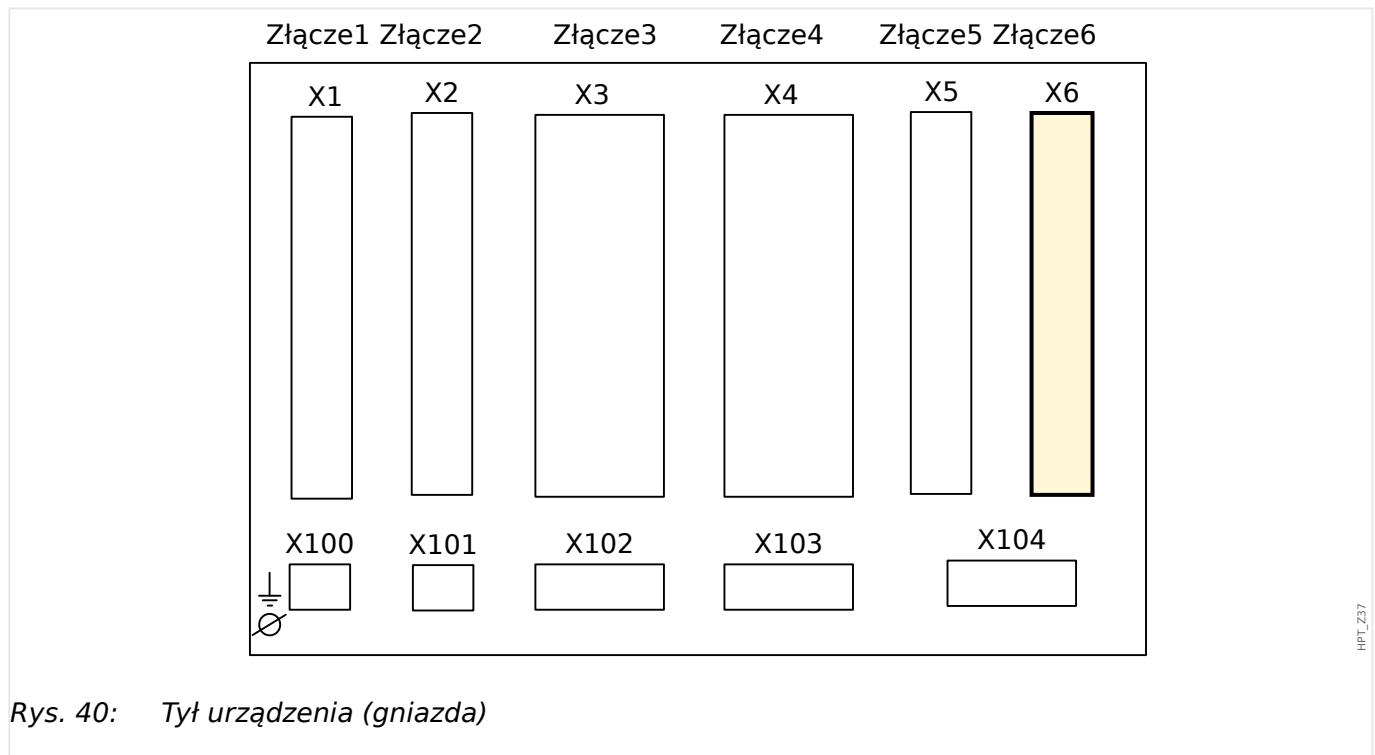 Złącze1 Złącze2 Złącze3 Złącze4 Złącze5 Złącze6
X1 X2 X3 X4 X5 X6
X100 X101 X102 X103 X104
HPT_Z37
Rys. 40: Tył urządzenia (gniazda)